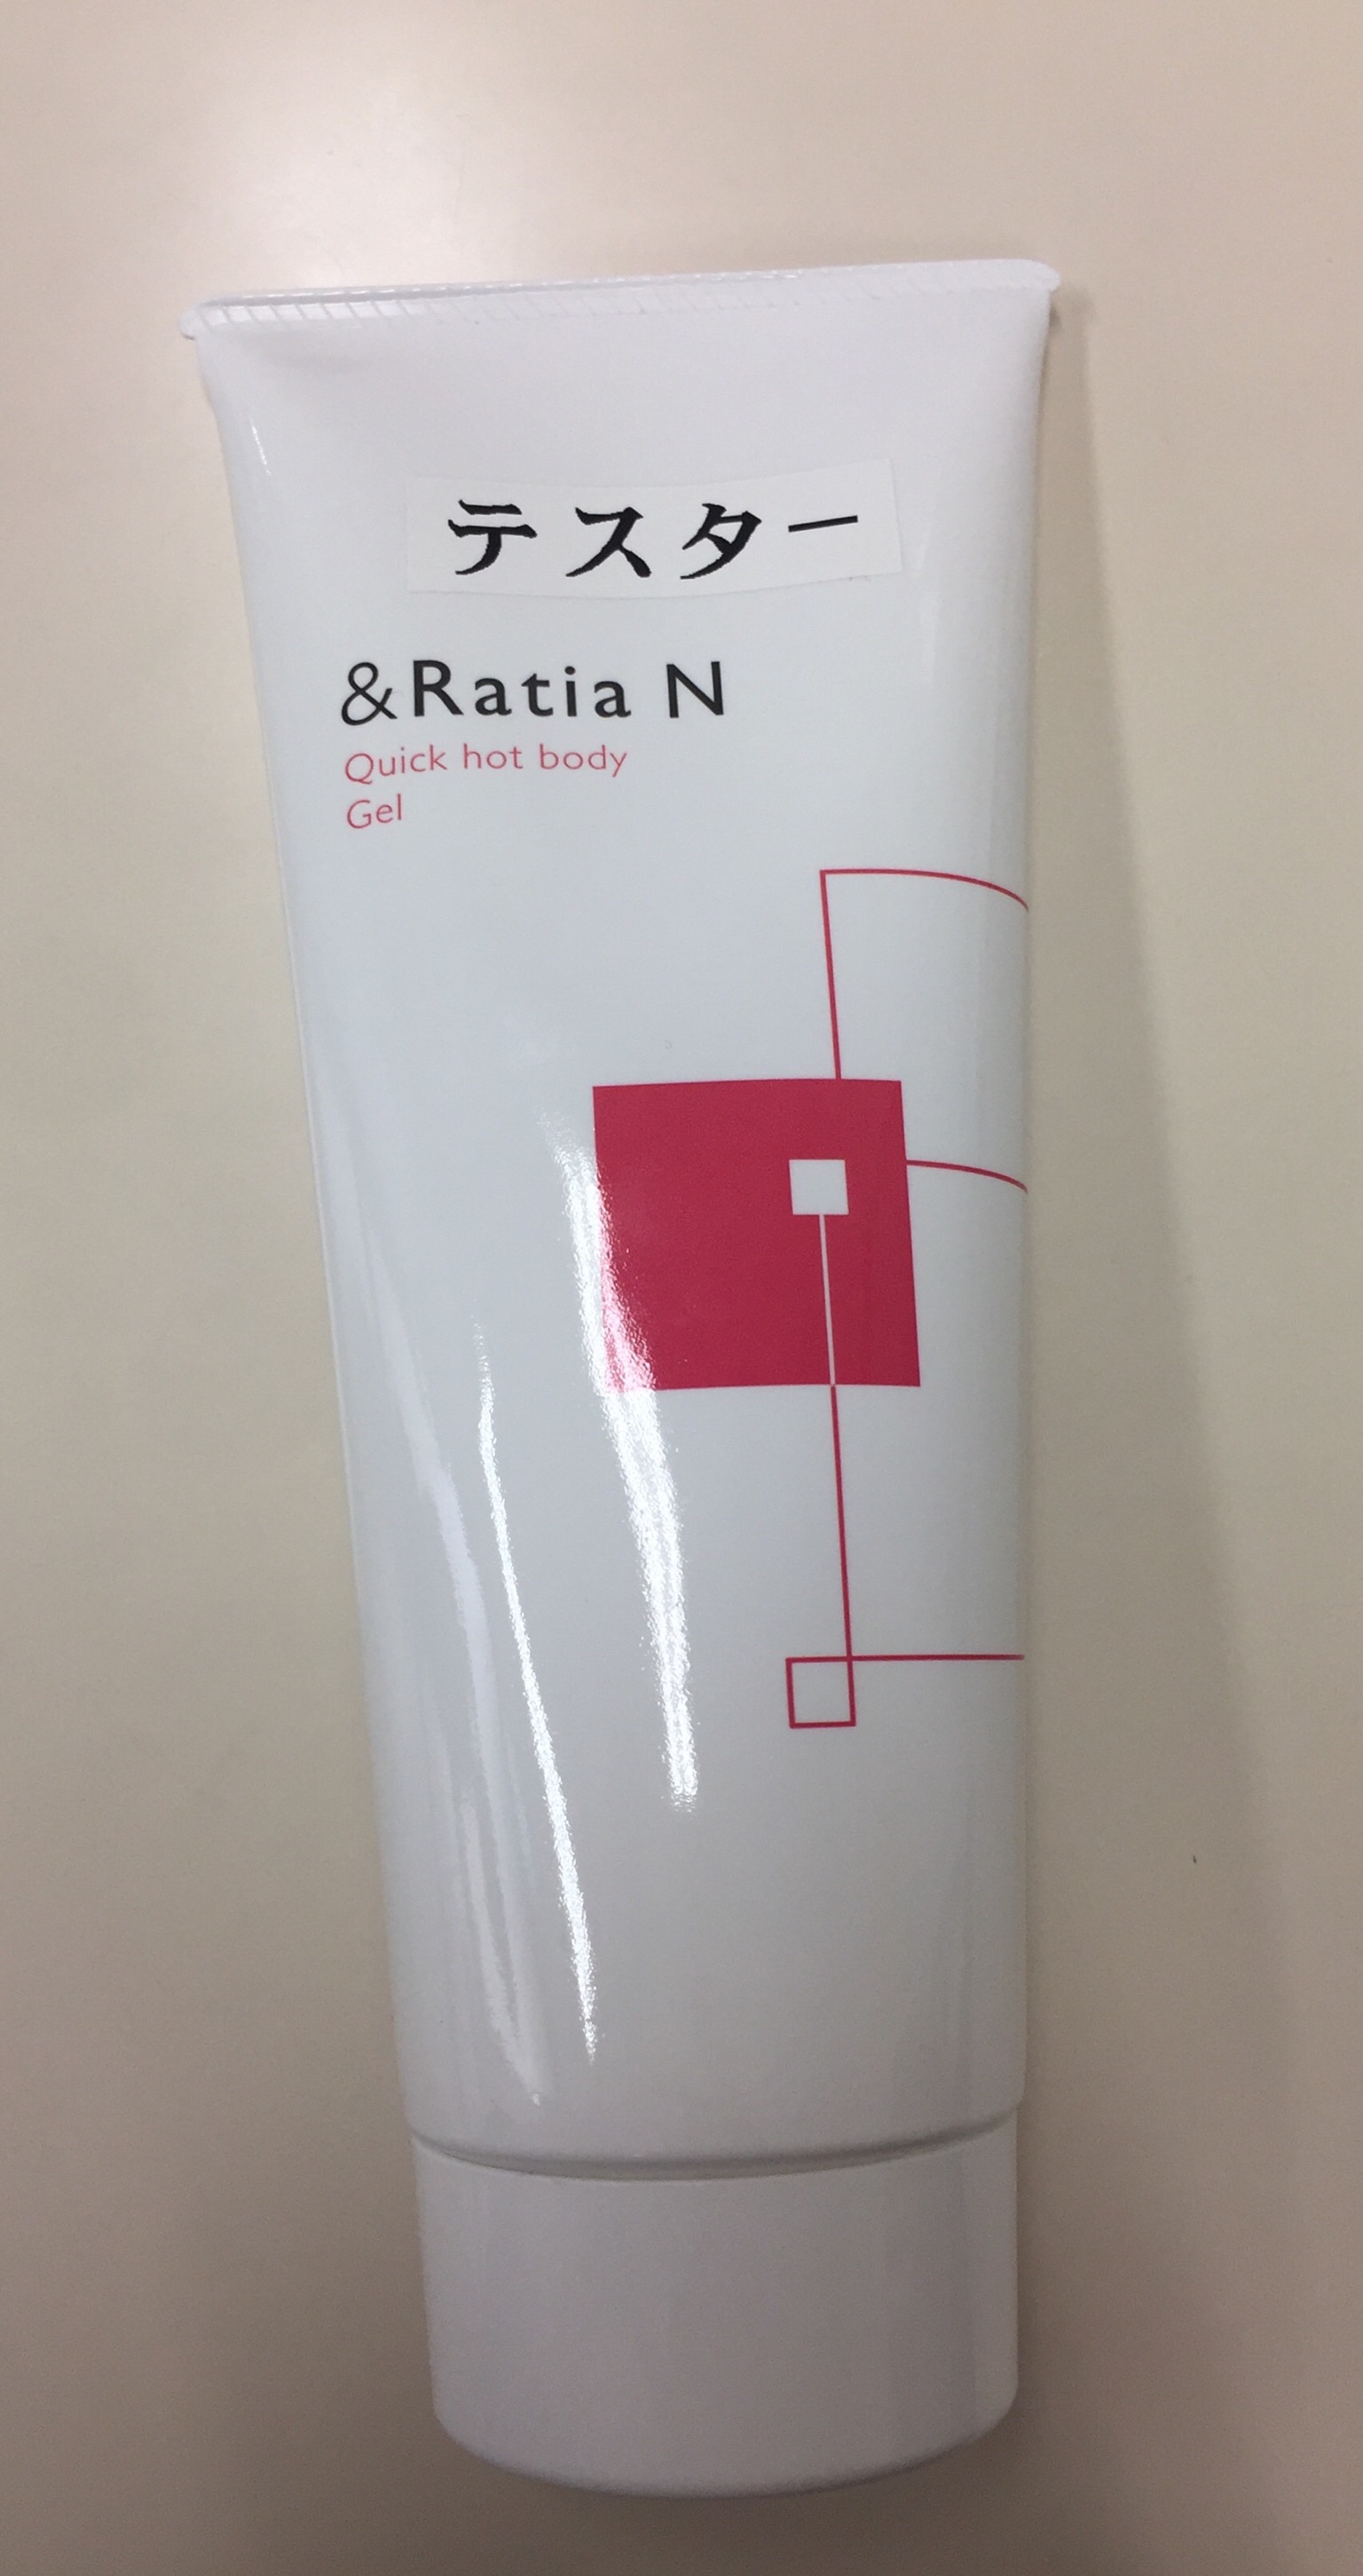 テスター
&Ratia N
Quick hot body
Gel